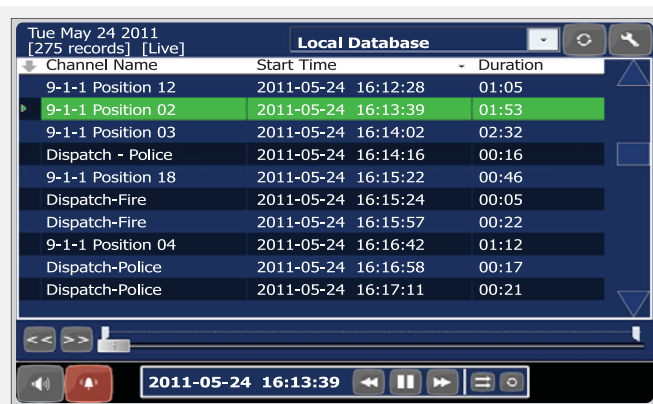 Tue May 24 2011
[275 records] [Live]
Local Database
Channel Name Start Time Duration
9-1-1 Position 12 2011-05-24 16:12:28 01:05
9-1-1 Position 02 2011-05-24 16:13:39 01:53
9-1-1 Position 03 2011-05-24 16:14:02 02:32
Dispatch - Police 2011-05-24 16:14:16 00:16
9-1-1 Position 18 2011-05-24 16:15:22 00:46
Dispatch-Fire 2011-05-24 16:15:24 00:05
Dispatch-Fire 2011-05-24 16:15:57 00:22
9-1-1 Position 04 2011-05-24 16:16:42 01:12
Dispatch-Police 2011-05-24 16:16:58 00:17
Dispatch-Police 2011-05-24 16:17:11 00:21
<< >>
2011-05-24 16:13:39